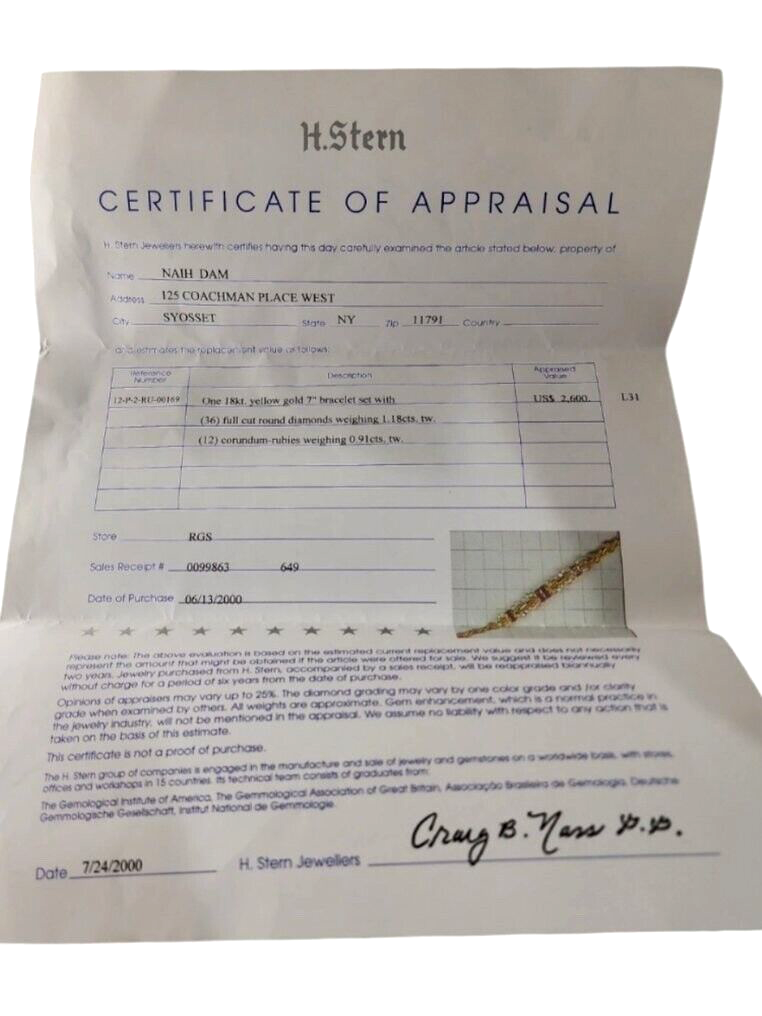 H.Stern
CERTIFICATE OF APPRAISAL
H. Stern Jewellers herewith certifies having this day carefully examined the article stated below, property of
Name NAIH DAM
Address 125 COACHMAN PLACE WEST
City SYOSSET State NY Zip 11791 Country
and estimates the replacement value as follows:
Reference Number Description Appraised Value
12-P-2-RU-00169 One 18kt. yellow gold 7" bracelet set with US$ 2,600. L31
(36) full cut round diamonds weighing 1.18cts. tw.
(12) corundum-rubies weighing 0.91cts. tw.
Store RGS
Sales Receipt # 0099863 649
Date of Purchase 06/13/2000
Please note: The above evaluation is based on the estimated current replacement value and does not necessarily
represent the amount that might be obtained if the article were offered for sale. We suggest it be reviewed every
two years. Jewelry purchased from H. Stern, accompanied by a sales receipt, will be reappraised biannually
without charge for a period of six years from the date of purchase.
Opinions of appraisers may vary up to 25%. The diamond grading may vary by one color grade and /or clarity
grade when examined by others. All weights are approximate. Gem enhancement, which is a normal practice in
the jewelry industry, will not be mentioned in the appraisal. We assume no liability with respect to any action that is
taken on the basis of this estimate.
This certificate is not a proof of purchase.
The H. Stern group of companies is engaged in the manufacture and sale of jewelry and gemstones on a worldwide basis, with stores,
offices and workshops in 15 countries. Its technical team consists of graduates from:
The Gemological Institute of America, The Gemmological Association of Great Britain, Associação Brasileira de Gemologia, Deutsche
Gemmologische Gesellschaft, Institut National de Gemmologie.
Craig B. Nass G.G.
Date 7/24/2000 H. Stern Jewellers